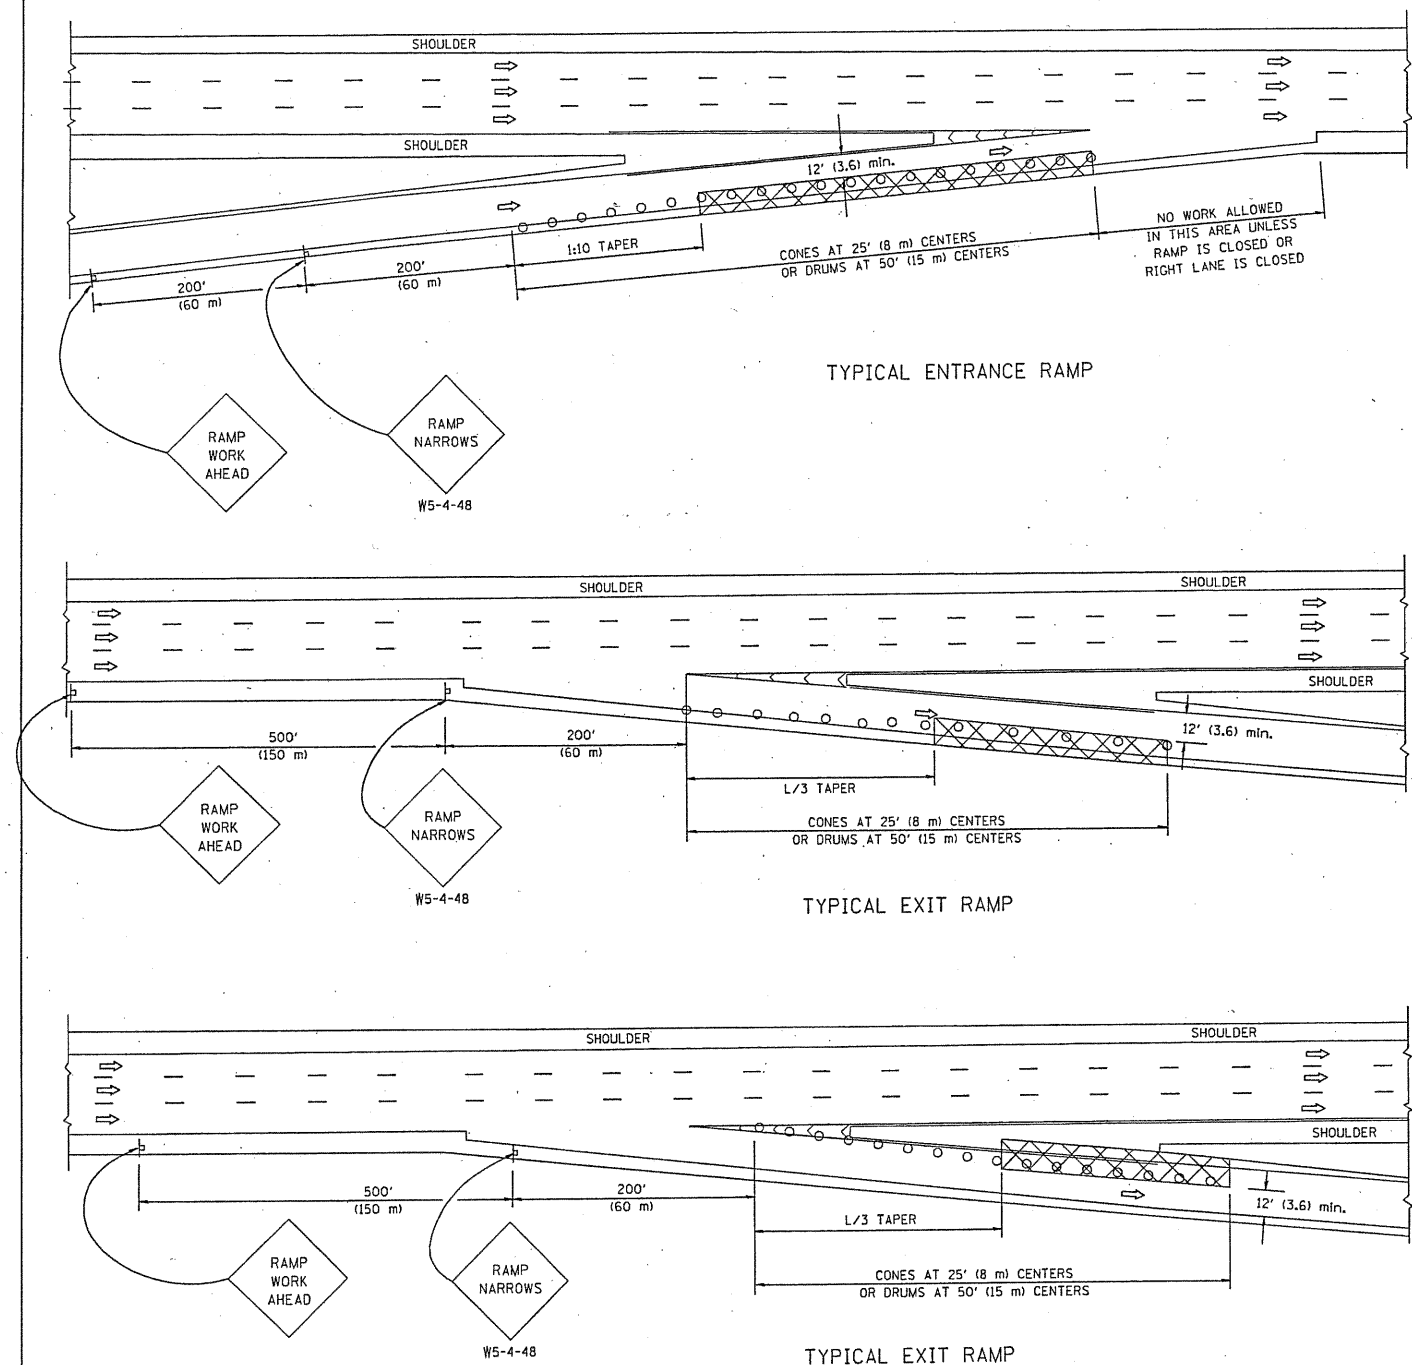 SHOULDER
SHOULDER
12' (3.6) min.
1:10 TAPER
CONES AT 25' (8 m) CENTERS
OR DRUMS AT 50' (15 m) CENTERS
NO WORK ALLOWED
IN THIS AREA UNLESS
RAMP IS CLOSED OR
RIGHT LANE IS CLOSED
200'
(60 m)
200'
(60 m)
TYPICAL ENTRANCE RAMP
RAMP
WORK
AHEAD
RAMP
NARROWS
W5-4-48
SHOULDER
SHOULDER
SHOULDER
12' (3.6) min.
500'
(150 m)
200'
(60 m)
L/3 TAPER
CONES AT 25' (8 m) CENTERS
OR DRUMS AT 50' (15 m) CENTERS
RAMP
WORK
AHEAD
RAMP
NARROWS
W5-4-48
TYPICAL EXIT RAMP
SHOULDER
SHOULDER
SHOULDER
500'
(150 m)
200'
(60 m)
12' (3.6) min.
L/3 TAPER
CONES AT 25' (8 m) CENTERS
OR DRUMS AT 50' (15 m) CENTERS
RAMP
WORK
AHEAD
RAMP
NARROWS
W5-4-48
TYPICAL EXIT RAMP